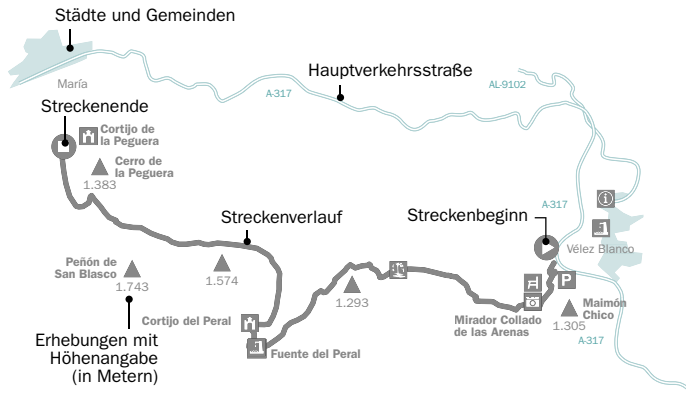 Städte und Gemeinden
María
Hauptverkehrsstraße
A-317
AL-9102
Streckenende
Cortijo de
la Peguera
Cerro de
la Peguera
1.383
A-317
i
Streckenverlauf
Streckenbeginn
Vélez Blanco
Peñón de
San Blasco
1.743
1.574
1.293
P
Maimón
Chico
1.305
Mirador Collado
de las Arenas
A-317
Cortijo del Peral
Fuente del Peral
Erhebungen mit
Höhenangabe
(in Metern)